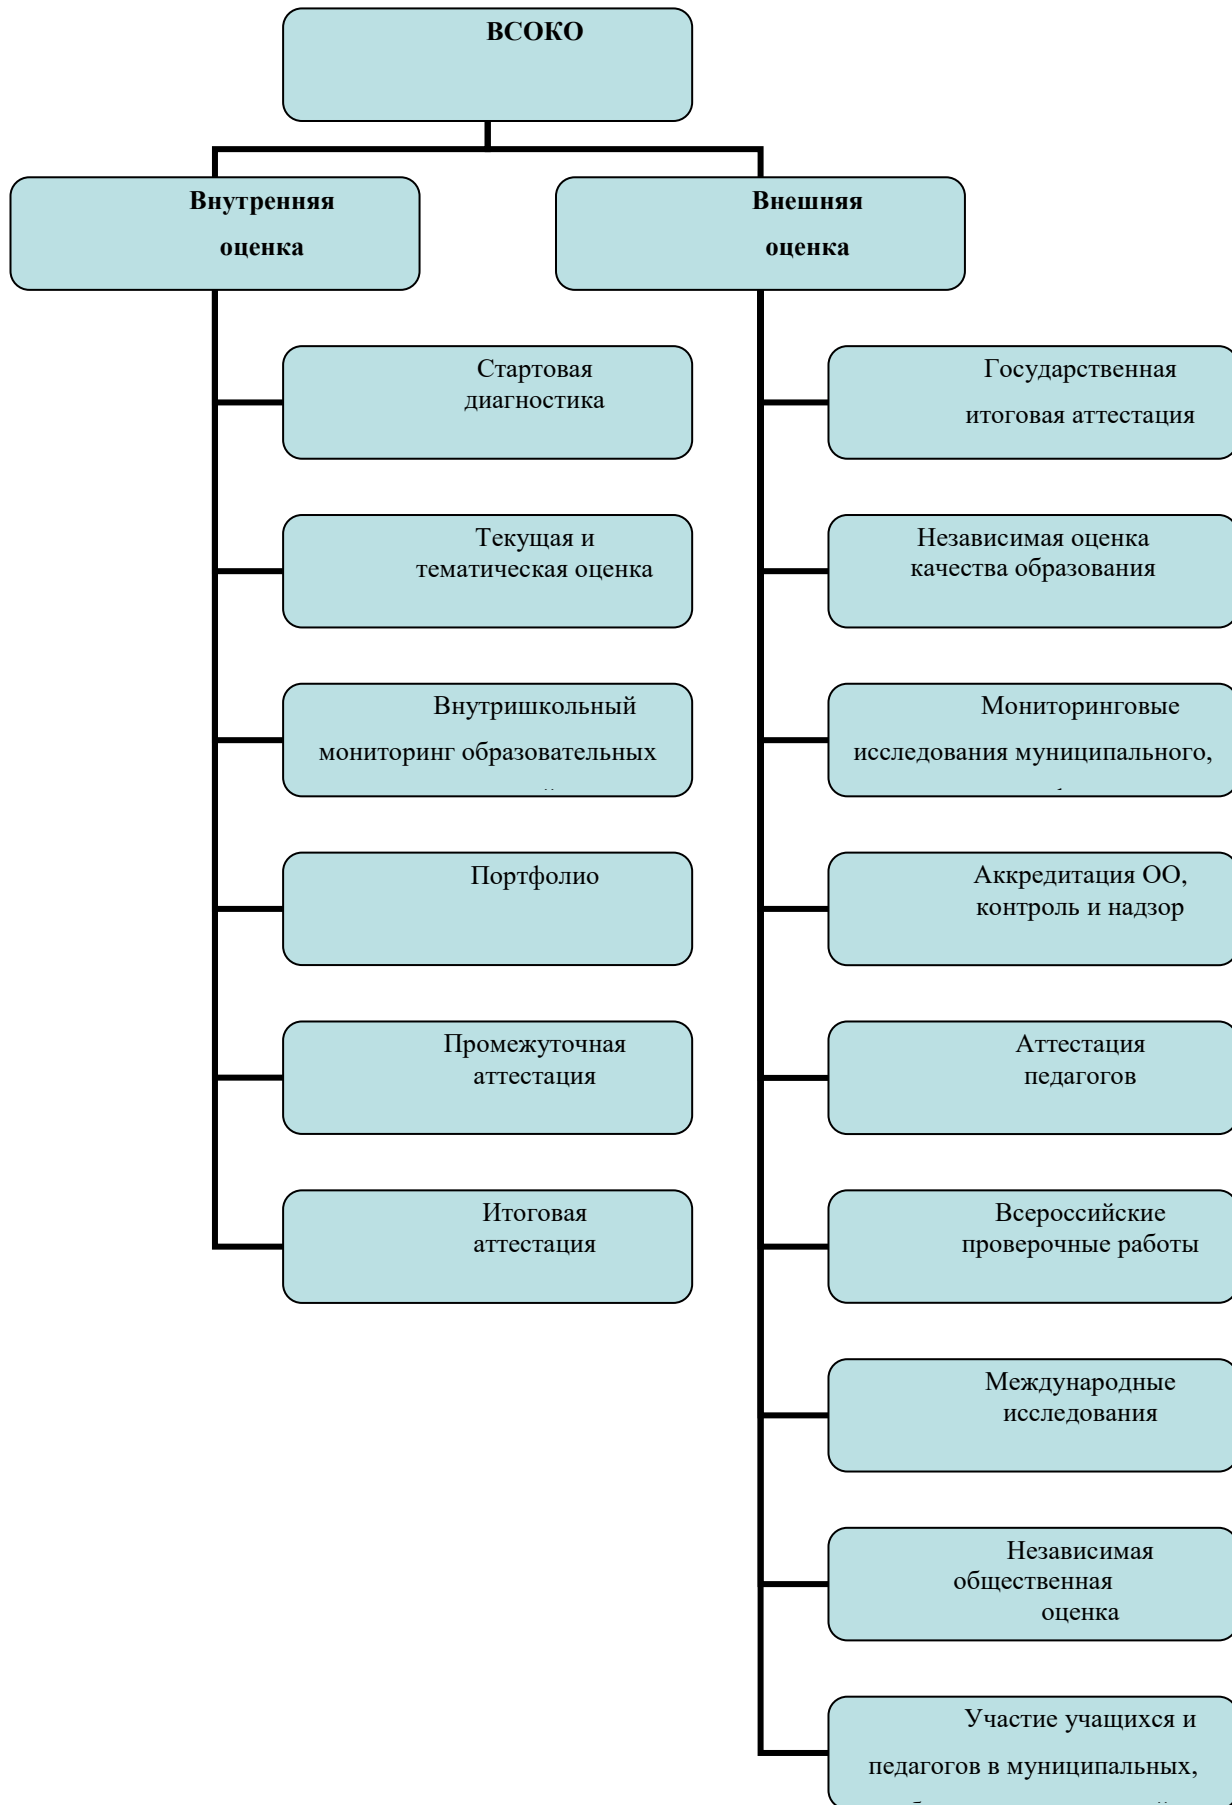 ВСОКО
Внутренняя
оценка
Внешняя
оценка
Стартовая
диагностика
Государственная
итоговая аттестация
Текущая и
тематическая оценка
Независимая оценка
качества образования
Внутришкольный
мониторинг образовательных
Мониторинговые
исследования муниципального,
Портфолио
Аккредитация ОО,
контроль и надзор
Промежуточная
аттестация
Аттестация
педагогов
Итоговая
аттестация
Всероссийские
проверочные работы
Международные
исследования
Независимая
общественная
оценка
Участие учащихся и
педагогов в муниципальных,